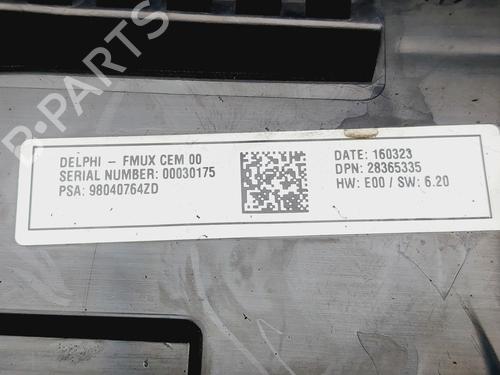 B-PARTS
DELPHI - FMUX CEM 00
SERIAL NUMBER: 00030175
PSA: 98040764ZD
DATE: 160323
DPN: 28365335
HW: E00 / SW: 6.20